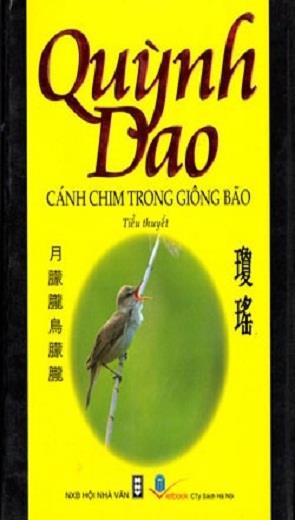 Quỳnh
Dao
CÁNH CHIM TRONG GIÔNG BÃO
Tiểu thuyết
月朦朧鳥朦朧
瓊瑤
NXB HỘI NHÀ VĂN
Vietbook CTy Sách Hà Nội